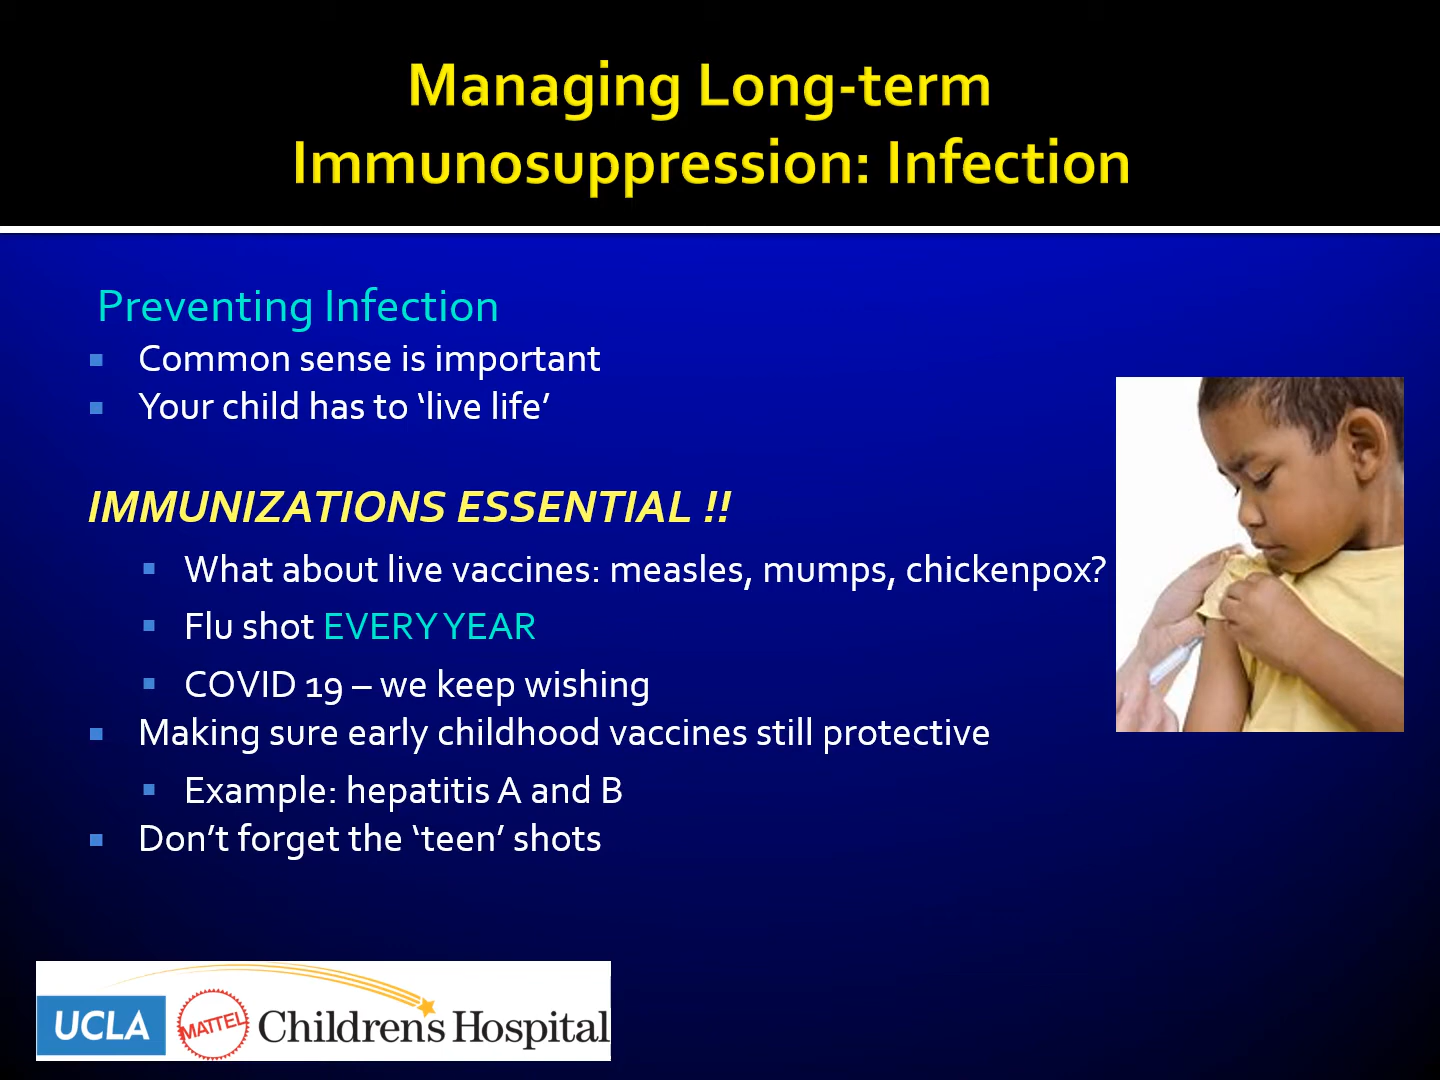 Managing Long-term
Immunosuppression: Infection
Preventing Infection
Common sense is important
Your child has to ‘live life’
IMMUNIZATIONS ESSENTIAL !!
What about live vaccines: measles, mumps, chickenpox?
Flu shot EVERY YEAR
COVID 19 – we keep wishing
Making sure early childhood vaccines still protective
Example: hepatitis A and B
Don’t forget the ‘teen’ shots
UCLA MATTEL Children's Hospital